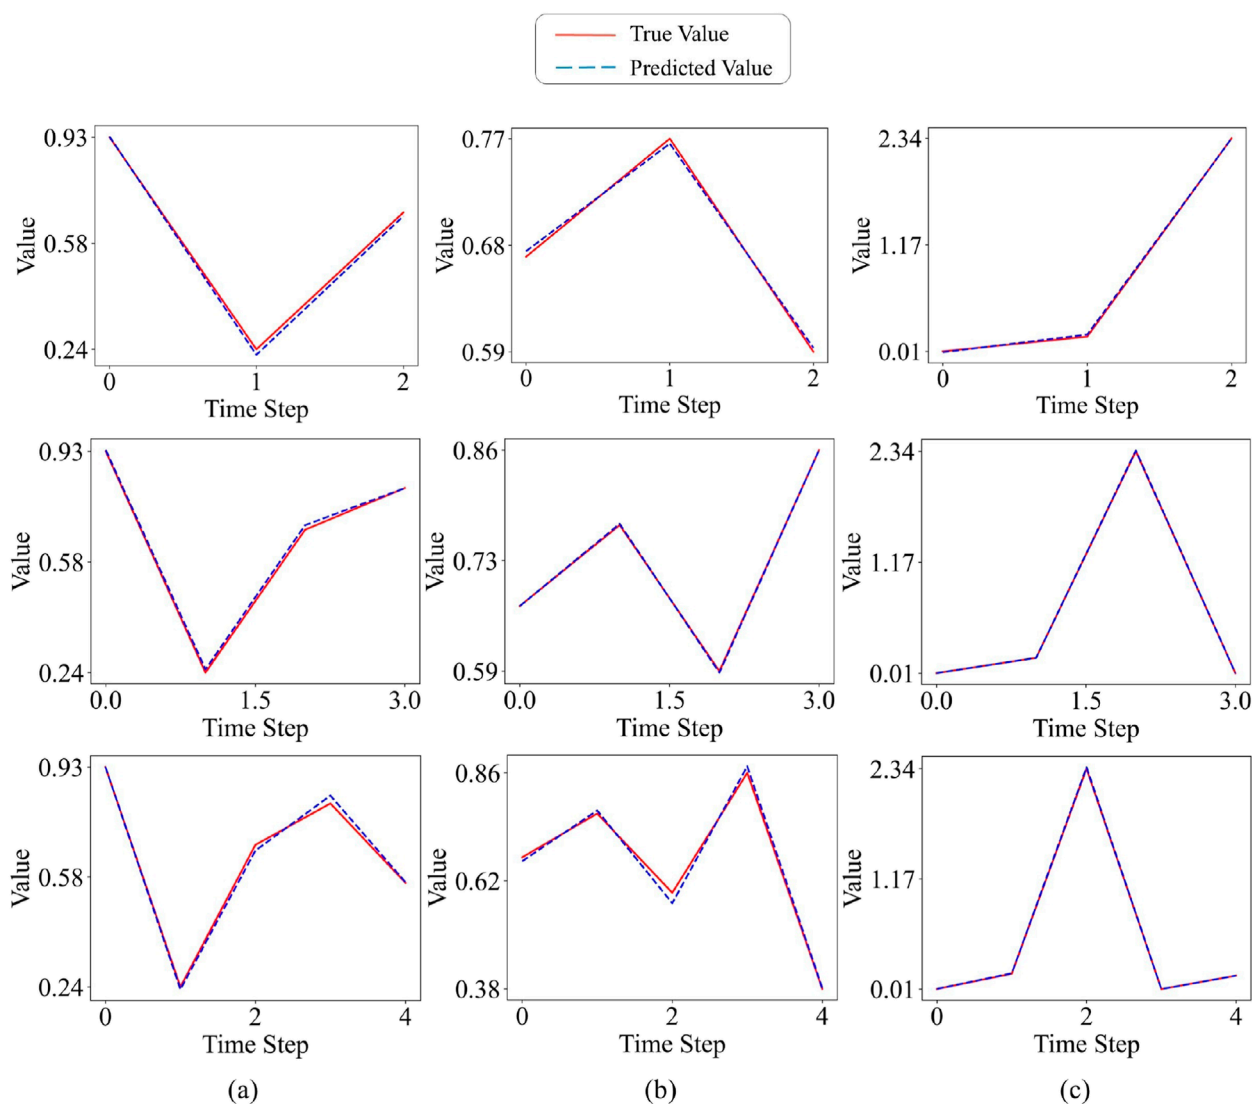 True Value
Predicted Value
0.93
0.58
0.24
Value
0 1 2
Time Step
0.77
0.68
0.59
Value
0 1 2
Time Step
2.34
1.17
0.01
Value
0 1 2
Time Step
0.93
0.58
0.24
Value
0.0 1.5 3.0
Time Step
0.86
0.73
0.59
Value
0.0 1.5 3.0
Time Step
2.34
1.17
0.01
Value
0.0 1.5 3.0
Time Step
0.93
0.58
0.24
Value
0 2 4
Time Step
0.86
0.62
0.38
Value
0 2 4
Time Step
2.34
1.17
0.01
Value
0 2 4
Time Step
(a) (b) (c)